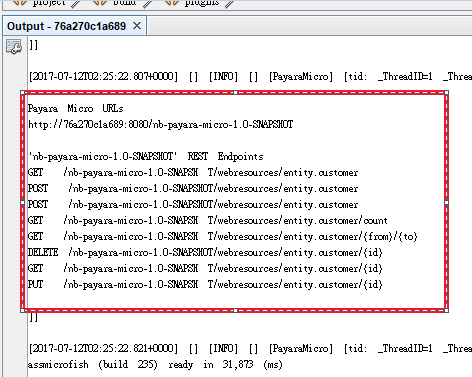 project
build
plugins
Output - 76a270c1a689
]]
[2017-07-12T02:25:22.807+0000] [] [INFO] [] [PayaraMicro] [tid: _ThreadID=1 _Threa
Payara Micro URLs
http://76a270c1a689:8080/nb-payara-micro-1.0-SNAPSHOT
'nb-payara-micro-1.0-SNAPSHOT' REST Endpoints
GET /nb-payara-micro-1.0-SNAPSH T/webresources/entity.customer
POST /nb-payara-micro-1.0-SNAPSH T/webresources/entity.customer
POST /nb-payara-micro-1.0-SNAPSH T/webresources/entity.customer
GET /nb-payara-micro-1.0-SNAPSH T/webresources/entity.customer/count
GET /nb-payara-micro-1.0-SNAPSH T/webresources/entity.customer/{from}/{to}
DELETE /nb-payara-micro-1.0-SNAPSH T/webresources/entity.customer/{id}
GET /nb-payara-micro-1.0-SNAPSH T/webresources/entity.customer/{id}
PUT /nb-payara-micro-1.0-SNAPSH T/webresources/entity.customer/{id}
]]
[2017-07-12T02:25:22.821+0000] [] [INFO] [] [PayaraMicro] [tid: _ThreadID=1 _Threa
assmicrofish (build 235) ready in 31,873 (ms)